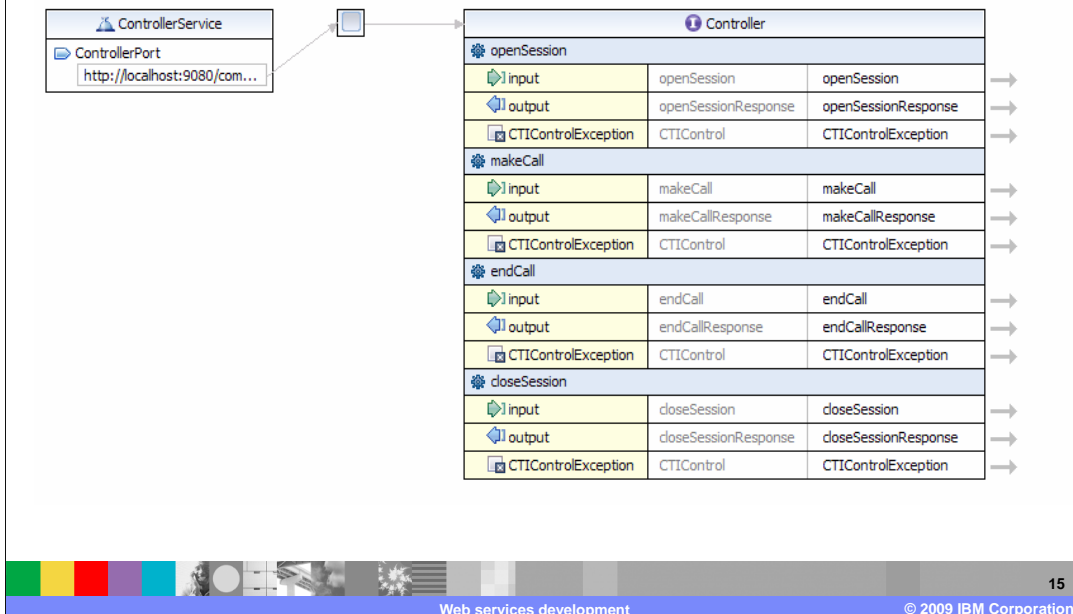 ControllerService
ControllerPort
http://localhost:9080/com...
Controller
openSession
input openSession openSession
output openSessionResponse openSessionResponse
CTIControlException CTIControl CTIControlException
makeCall
input makeCall makeCall
output makeCallResponse makeCallResponse
CTIControlException CTIControl CTIControlException
endCall
input endCall endCall
output endCallResponse endCallResponse
CTIControlException CTIControl CTIControlException
closeSession
input closeSession closeSession
output closeSessionResponse closeSessionResponse
CTIControlException CTIControl CTIControlException
15
Web services development © 2009 IBM Corporation